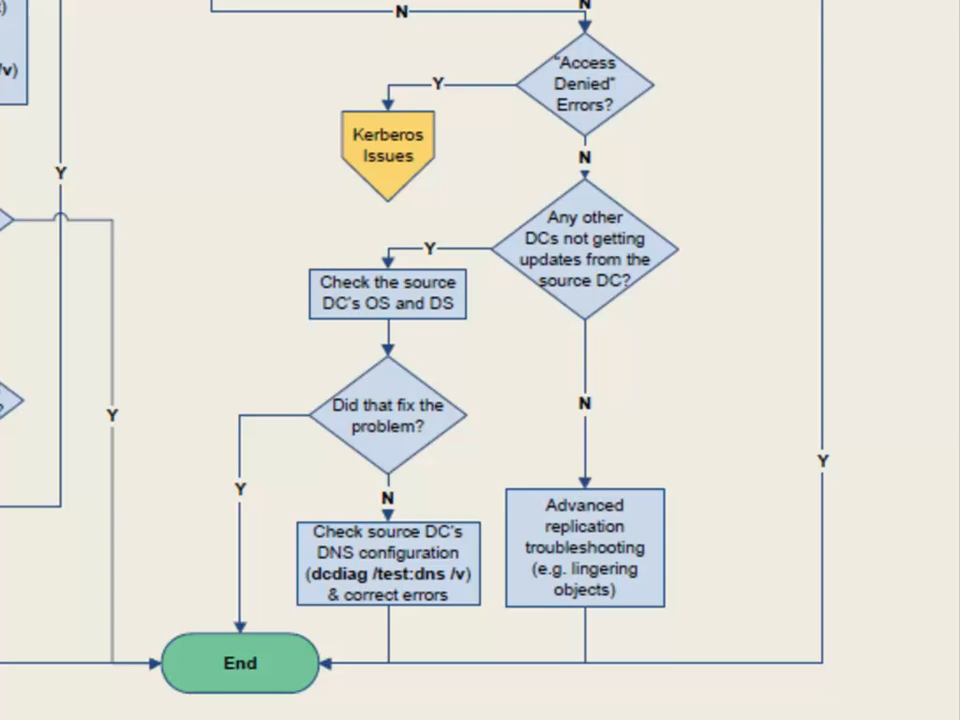 N
N
"Access
Denied"
Errors?
Y
Kerberos
Issues
N
/v)
Y
Any other
DCs not getting
updates from the
source DC?
Y
Check the source
DC's OS and DS
Did that fix the
problem?
N
?
Y
Y
Y
N
Check source DC's
DNS configuration
(dcdiag /test:dns /v)
& correct errors
Advanced
replication
troubleshooting
(e.g. lingering
objects)
End